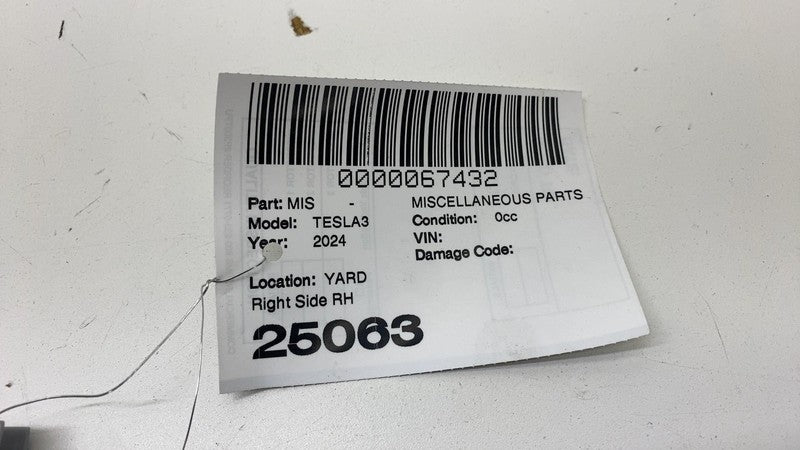 0000067432
Part: MIS - MISCELLANEOUS PARTS
Model: TESLA3 Condition: 0cc
Year: 2024 VIN:
Damage Code:
Location: YARD
Right Side RH
25063